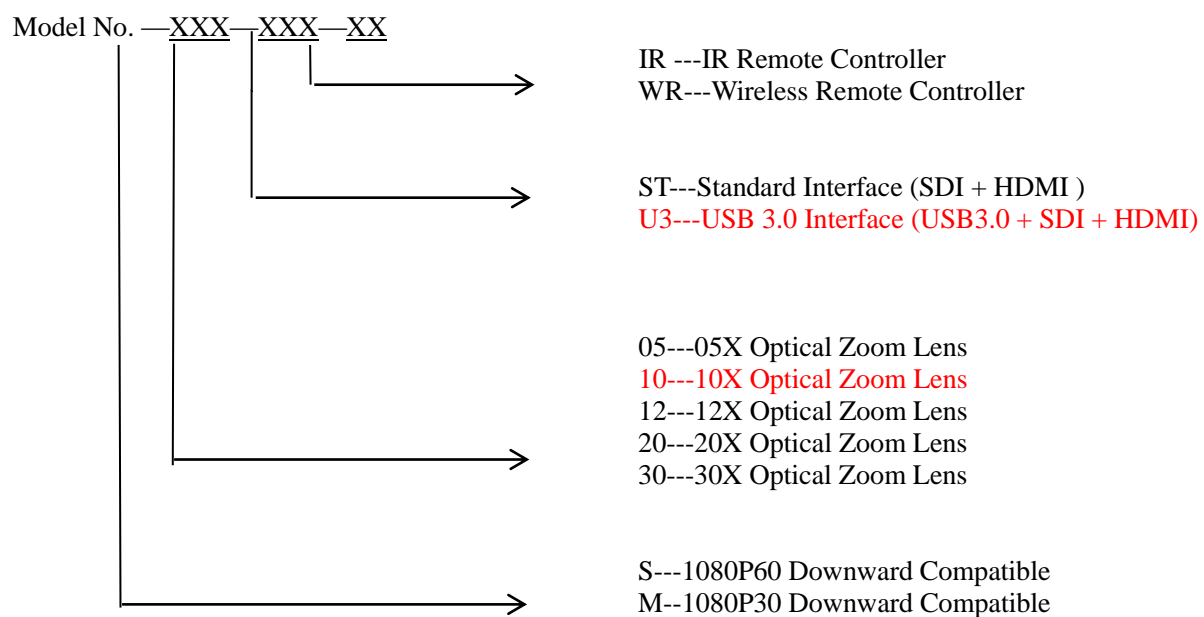 Model No. —XXX—XXX—XX
IR ---IR Remote Controller
WR---Wireless Remote Controller
ST---Standard Interface (SDI + HDMI )
U3---USB 3.0 Interface (USB3.0 + SDI + HDMI)
05---05X Optical Zoom Lens
10---10X Optical Zoom Lens
12---12X Optical Zoom Lens
20---20X Optical Zoom Lens
30---30X Optical Zoom Lens
S---1080P60 Downward Compatible
M--1080P30 Downward Compatible